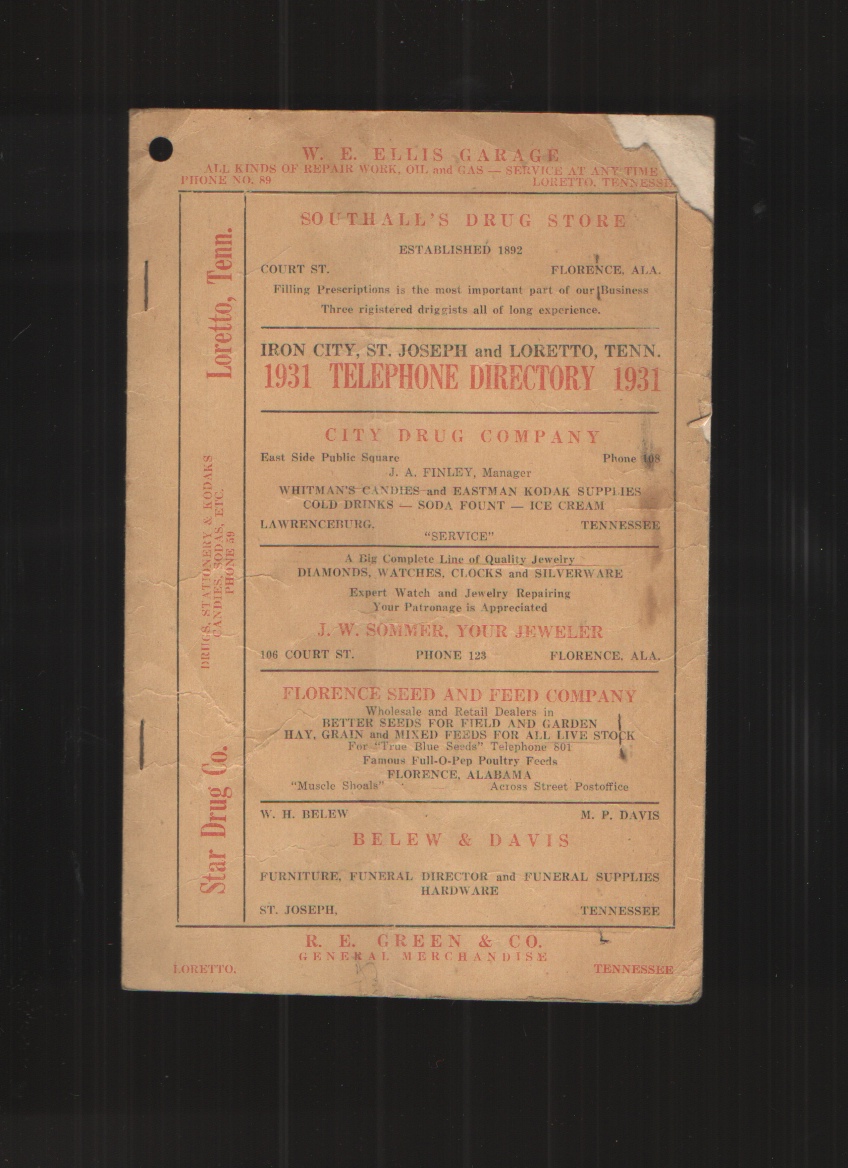 W. E. ELLIS GARAGE
ALL KINDS OF REPAIR WORK, OIL and GAS — SERVICE AT ANY TIME
PHONE NO. 89 LORETTO, TENNESSE
SOUTHALL'S DRUG STORE
ESTABLISHED 1892
COURT ST. FLORENCE, ALA.
Filling Prescriptions is the most important part of our Business
Three rigistered driggists all of long experience.
IRON CITY, ST. JOSEPH and LORETTO, TENN.
1931 TELEPHONE DIRECTORY 1931
CITY DRUG COMPANY
East Side Public Square Phone 108
J. A. FINLEY, Manager
WHITMAN'S CANDIES and EASTMAN KODAK SUPPLIES
COLD DRINKS — SODA FOUNT — ICE CREAM
LAWRENCEBURG, TENNESSEE
"SERVICE"
A Big Complete Line of Quality Jewelry
DIAMONDS, WATCHES, CLOCKS and SILVERWARE
Expert Watch and Jewelry Repairing
Your Patronage is Appreciated
J. W. SOMMER, YOUR JEWELER
106 COURT ST. PHONE 123 FLORENCE, ALA.
FLORENCE SEED AND FEED COMPANY
Wholesale and Retail Dealers in
BETTER SEEDS FOR FIELD AND GARDEN
HAY, GRAIN and MIXED FEEDS FOR ALL LIVE STOCK
For "True Blue Seeds" Telephone 801
Famous Full-O-Pep Poultry Feeds
FLORENCE, ALABAMA
"Muscle Shoals" Across Street Postoffice
W. H. BELEW M. P. DAVIS
BELEW & DAVIS
FURNITURE, FUNERAL DIRECTOR and FUNERAL SUPPLIES
HARDWARE
ST. JOSEPH, TENNESSEE
Star Drug Co. Loretto, Tenn.
DRUGS, STATIONERY & KODAKS
CANDIES, SODAS, ETC.
PHONE 59
R. E. GREEN & CO.
GENERAL MERCHANDISE
LORETTO, TENNESSEE